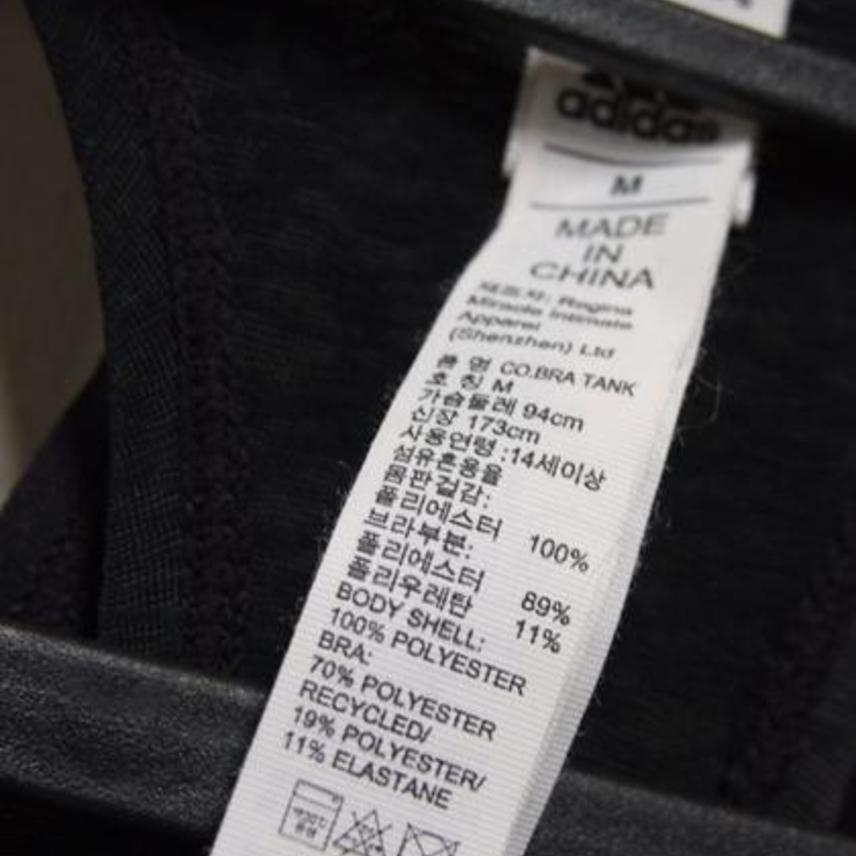 adidas
M
MADE
IN
CHINA
제조자: Regina
Miracle Intimate
Apparel
(Shenzhen) Ltd
품 명 CO.BRA TANK
호 칭 M
가슴둘레 94cm
신장 173cm
사용연령 :14세이상
섬유혼용율
몸판겉감:
폴리에스터 100%
브라부분:
폴리에스터 89%
폴리우레탄 11%
BODY SHELL:
100% POLYESTER
BRA:
70% POLYESTER
RECYCLED/
19% POLYESTER/
11% ELASTANE